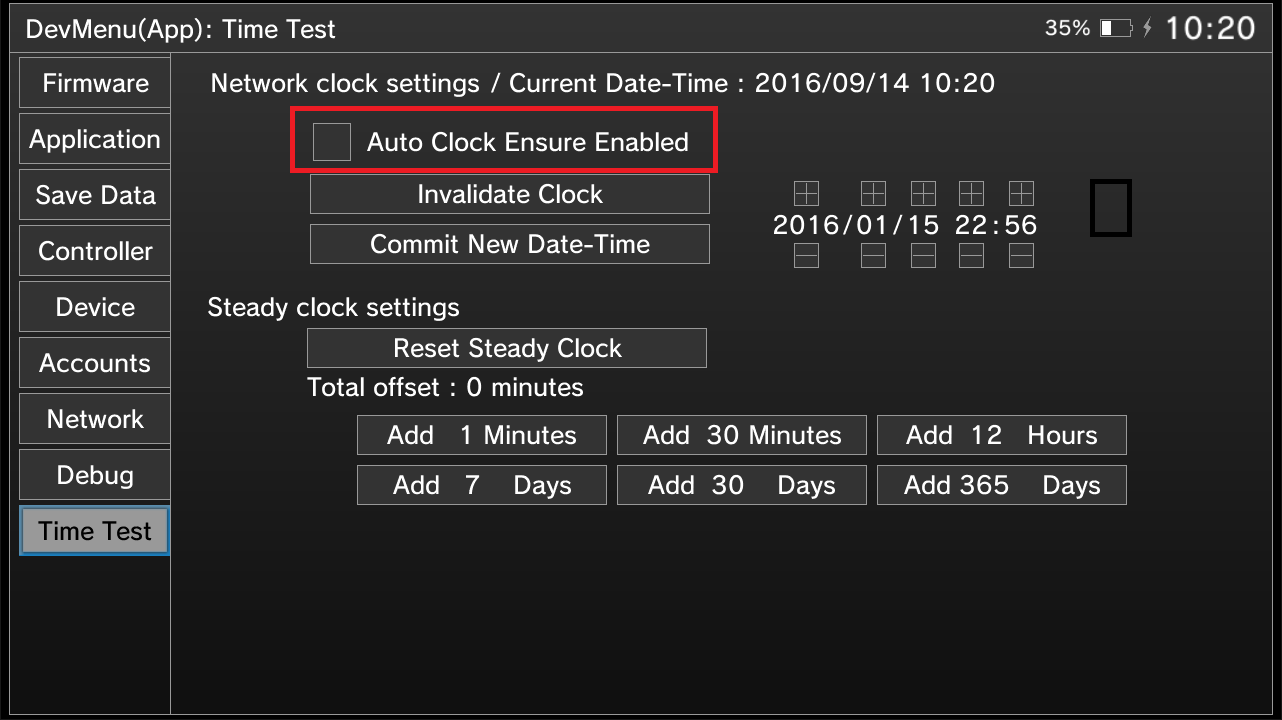 DevMenu(App): Time Test
35%
10:20
Firmware
Application
Save Data
Controller
Device
Accounts
Network
Debug
Time Test
Network clock settings / Current Date-Time : 2016/09/14 10:20
Auto Clock Ensure Enabled
Invalidate Clock
Commit New Date-Time
2016/01/15 22:56
Steady clock settings
Reset Steady Clock
Total offset : 0 minutes
Add 1 Minutes
Add 30 Minutes
Add 12 Hours
Add 7 Days
Add 30 Days
Add 365 Days